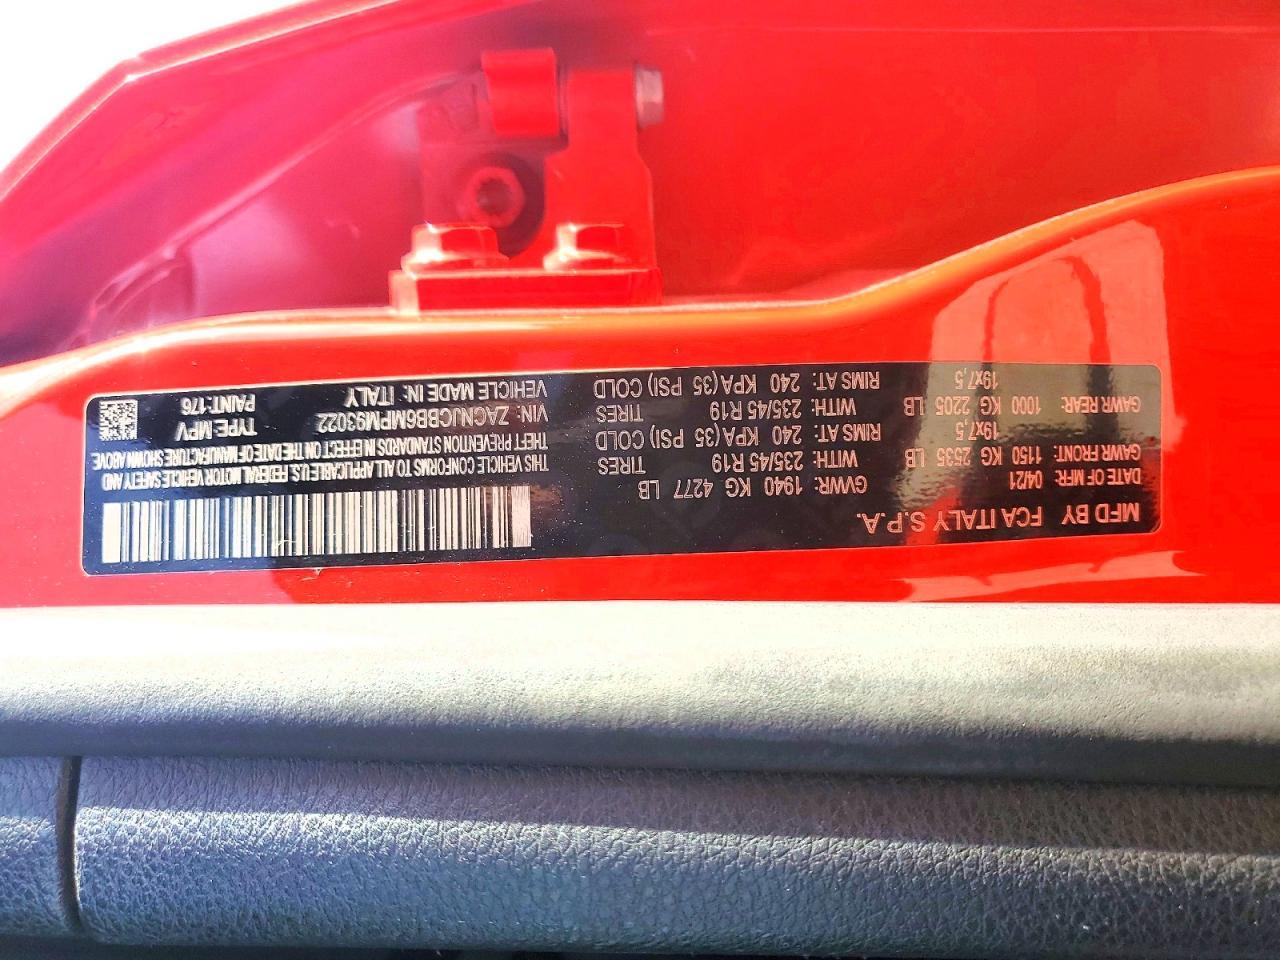 MFD BY FCA ITALY S.P.A.
DATE OF MFR: 04/21 GVWR: 1940 KG 4277 LB
GAWR FRONT: 1150 KG 2535 LB WITH: 235/45 R19 TIRES
19x7,5 RIMS AT: 240 KPA(35 PSI) COLD
GAWR REAR: 1000 KG 2205 LB WITH: 235/45 R19 TIRES
19x7,5 RIMS AT: 240 KPA(35 PSI) COLD
THIS VEHICLE CONFORMS TO ALL APPLICABLE U.S. FEDERAL MOTOR VEHICLE SAFETY AND
THEFT PREVENTION STANDARDS IN EFFECT ON THE DATE OF MANUFACTURE SHOWN ABOVE.
VIN: ZACNJCBB6MPM93022 TYPE: MPV
VEHICLE MADE IN: ITALY PAINT: 176